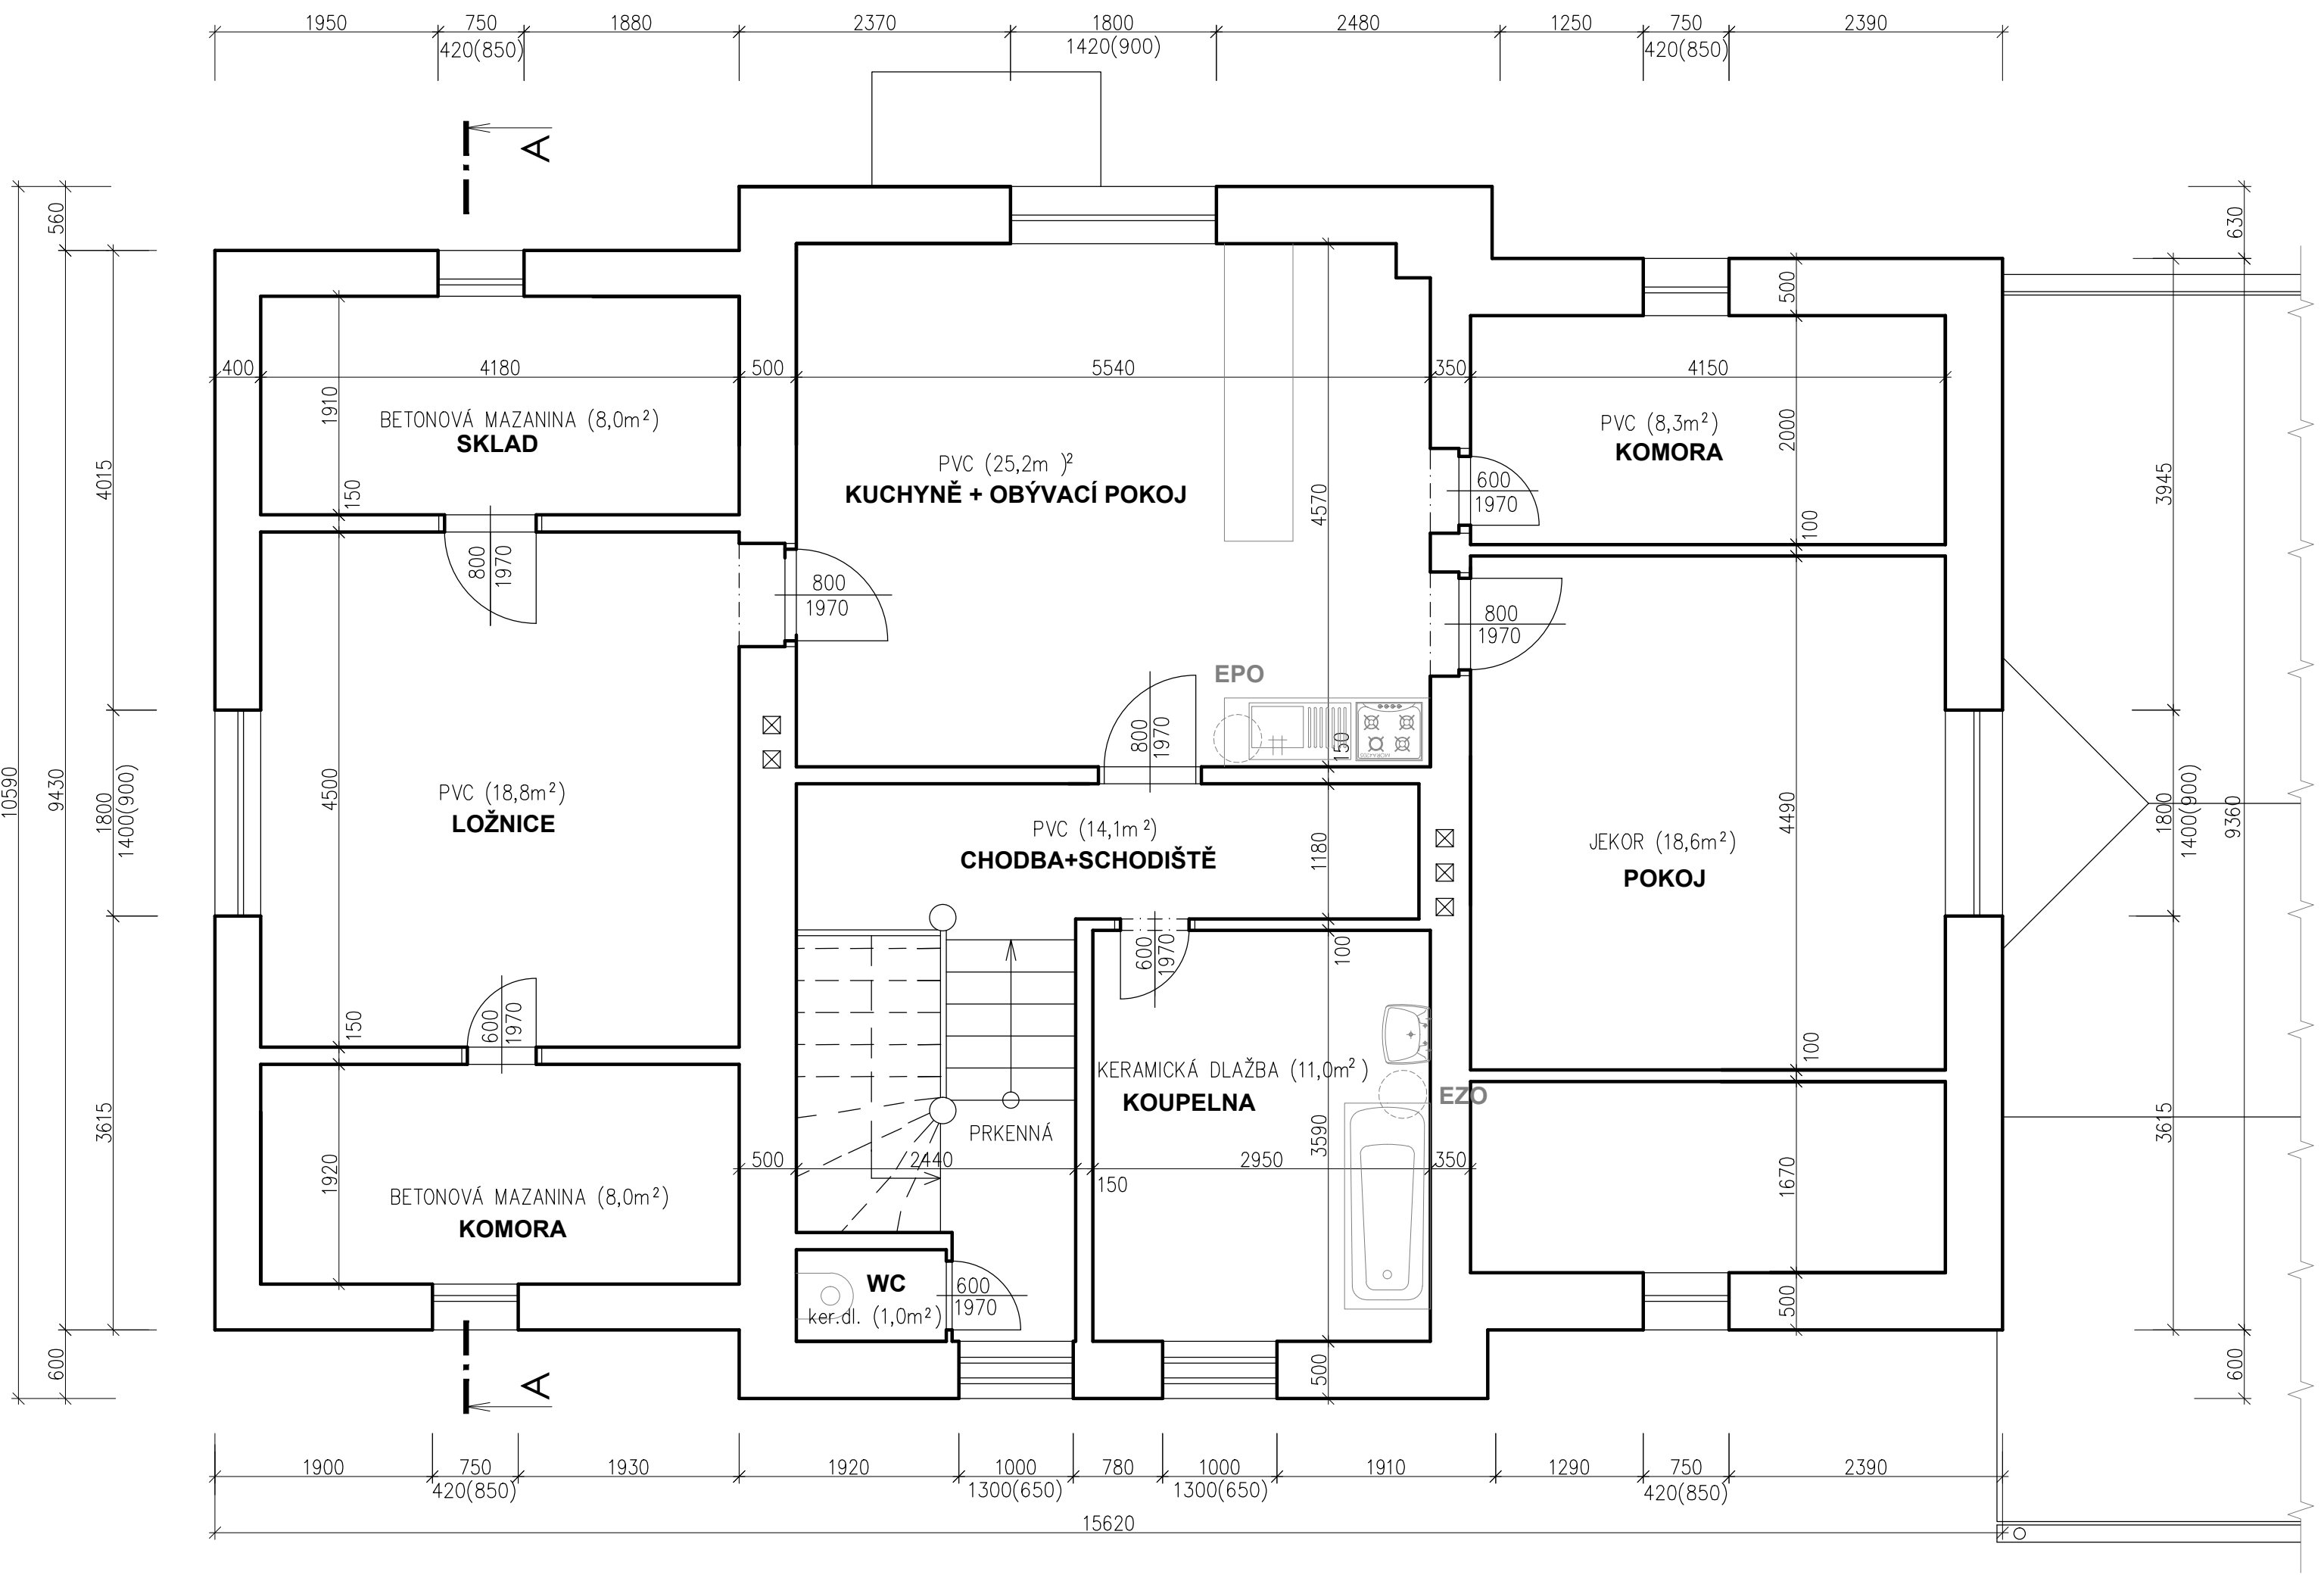 1950 750 1880 2370 1800 2480 1250 750 2390
420(850) 1420(900) 420(850)
A
560
630
500
400 4180 500 5540 350 4150
1910
BETONOVÁ MAZANINA (8,0m²)
SKLAD
150
PVC (25,2m )²
KUCHYNĚ + OBÝVACÍ POKOJ
4570
PVC (8,3m²)
KOMORA
2000
600
1970
100
4015
3945
800
1970
800
1970
800
1970
EPO
800
1970
150
10590
9430
1800
1400(900)
4500
PVC (18,8m²)
LOŽNICE
PVC (14,1m²)
CHODBA+SCHODIŠTĚ
1180
4490
JEKOR (18,6m²)
POKOJ
1800
1400(900)
9360
600
1970
100
600
1970
150
100
KERAMICKÁ DLAŽBA (11,0m²)
KOUPELNA
EZO
PRKENNÁ
3615
3590
3615
500 2440 2950 350
150
1920
1670
BETONOVÁ MAZANINA (8,0m²)
KOMORA
WC
ker.dl. (1,0m²)
600
1970
500
500
600
600
A
1900 750 1930 1920 1000 780 1000 1910 1290 750 2390
420(850) 1300(650) 1300(650) 420(850)
15620